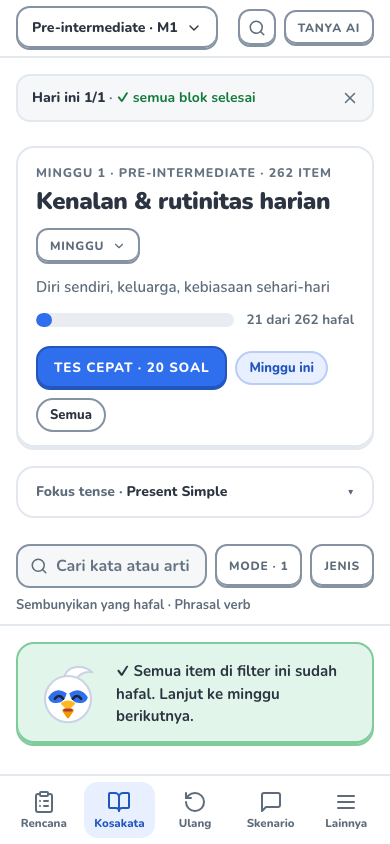 Pre-intermediate · M1
TANYA AI
Hari ini 1/1 · ✓ semua blok selesai
MINGGU 1 · PRE-INTERMEDIATE · 262 ITEM
Kenalan & rutinitas harian
MINGGU
Diri sendiri, keluarga, kebiasaan sehari-hari
21 dari 262 hafal
TES CEPAT · 20 SOAL
Minggu ini
Semua
Fokus tense · Present Simple
Cari kata atau arti
MODE · 1
JENIS
Sembunyikan yang hafal · Phrasal verb
✓ Semua item di filter ini sudah
hafal. Lanjut ke minggu
berikutnya.
Rencana
Kosakata
Ulang
Skenario
Lainnya